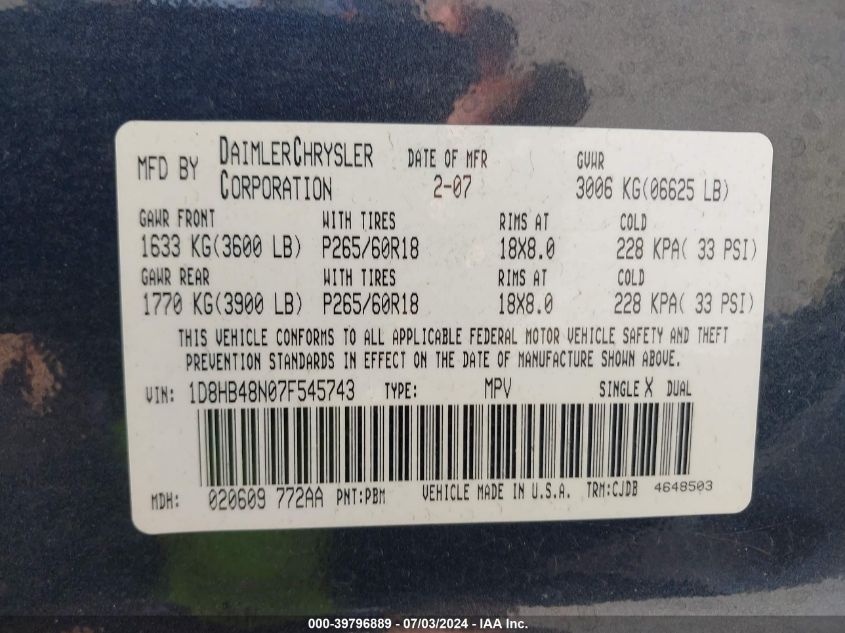 MFD BY DAIMLERCHRYSLER CORPORATION DATE OF MFR 2-07 GVWR 3006 KG(06625 LB)
GAWR FRONT WITH TIRES RIMS AT COLD
1633 KG(3600 LB) P265/60R18 18X8.0 228 KPA( 33 PSI)
GAWR REAR WITH TIRES RIMS AT COLD
1770 KG(3900 LB) P265/60R18 18X8.0 228 KPA( 33 PSI)
THIS VEHICLE CONFORMS TO ALL APPLICABLE FEDERAL MOTOR VEHICLE SAFETY AND THEFT
PREVENTION STANDARDS IN EFFECT ON THE DATE OF MANUFACTURE SHOWN ABOVE.
VIN: 1D8HB48N07F545743 TYPE: MPV SINGLE X DUAL
MDH: 020609 772AA PNT:PBM VEHICLE MADE IN U.S.A. TRM:CJDB 4648503
000-39796889 - 07/03/2024 - IAA Inc.